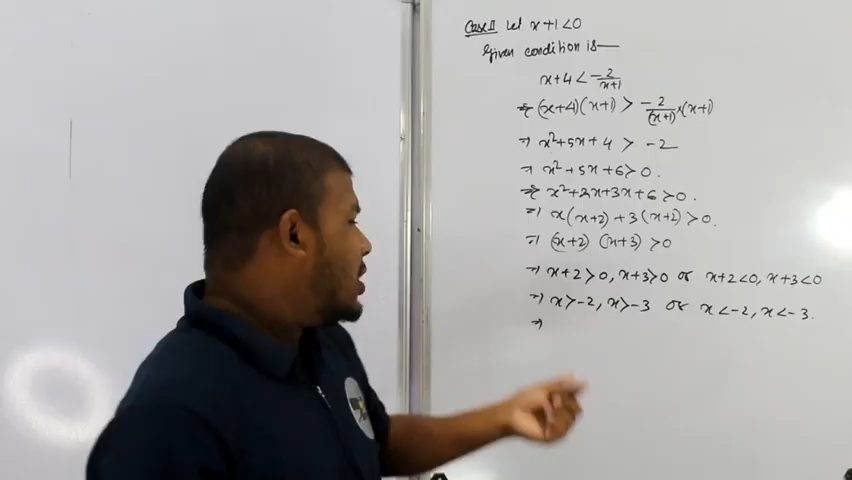 Case II Let x+1<0
Given condition is—
x+4 < -2/(x+1)
⇒ (x+4)(x+1) > -2/(x+1) × (x+1)
⇒ x²+5x+4 > -2
⇒ x²+5x+6>0.
⇒ x²+2x+3x+6>0.
⇒ x(x+2)+3(x+2)>0.
⇒ (x+2) (x+3) >0
⇒ x+2>0, x+3>0 or x+2<0, x+3<0
⇒ x>-2, x>-3 or x<-2, x<-3.
⇒